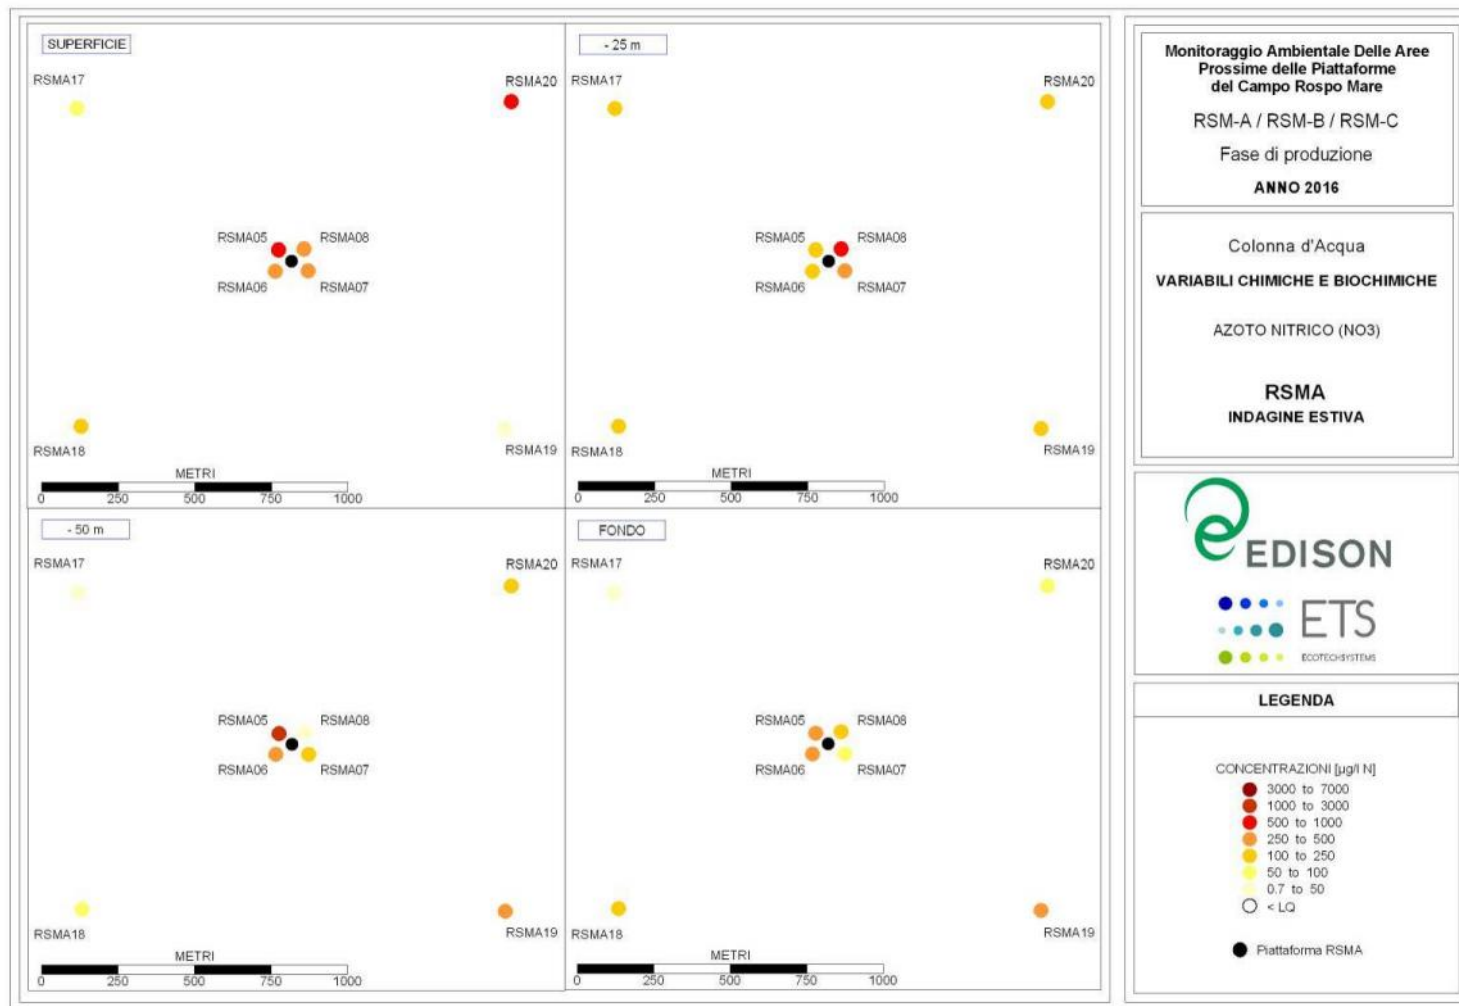 SUPERFICIE
RSMA17
RSMA20
RSMA05
RSMA08
RSMA06
RSMA07
RSMA18
RSMA19
METRI
0 250 500 750 1000
- 25 m
RSMA17
RSMA20
RSMA05
RSMA08
RSMA06
RSMA07
RSMA18
RSMA19
METRI
0 250 500 750 1000
- 50 m
RSMA17
RSMA20
RSMA05
RSMA08
RSMA06
RSMA07
RSMA18
RSMA19
METRI
0 250 500 750 1000
FONDO
RSMA17
RSMA20
RSMA05
RSMA08
RSMA06
RSMA07
RSMA18
RSMA19
METRI
0 250 500 750 1000
Monitoraggio Ambientale Delle Aree
Prossime delle Piattaforme
del Campo Rospo Mare
RSM-A / RSM-B / RSM-C
Fase di produzione
ANNO 2016
Colonna d'Acqua
VARIABILI CHIMICHE E BIOCHIMICHE
AZOTO NITRICO (NO3)
RSMA
INDAGINE ESTIVA
EDISON
ETS
ECOTECHSYSTEMS
LEGENDA
CONCENTRAZIONI [µg/l N]
3000 to 7000
1000 to 3000
500 to 1000
250 to 500
100 to 250
50 to 100
0.7 to 50
< LQ
Piattaforma RSMA